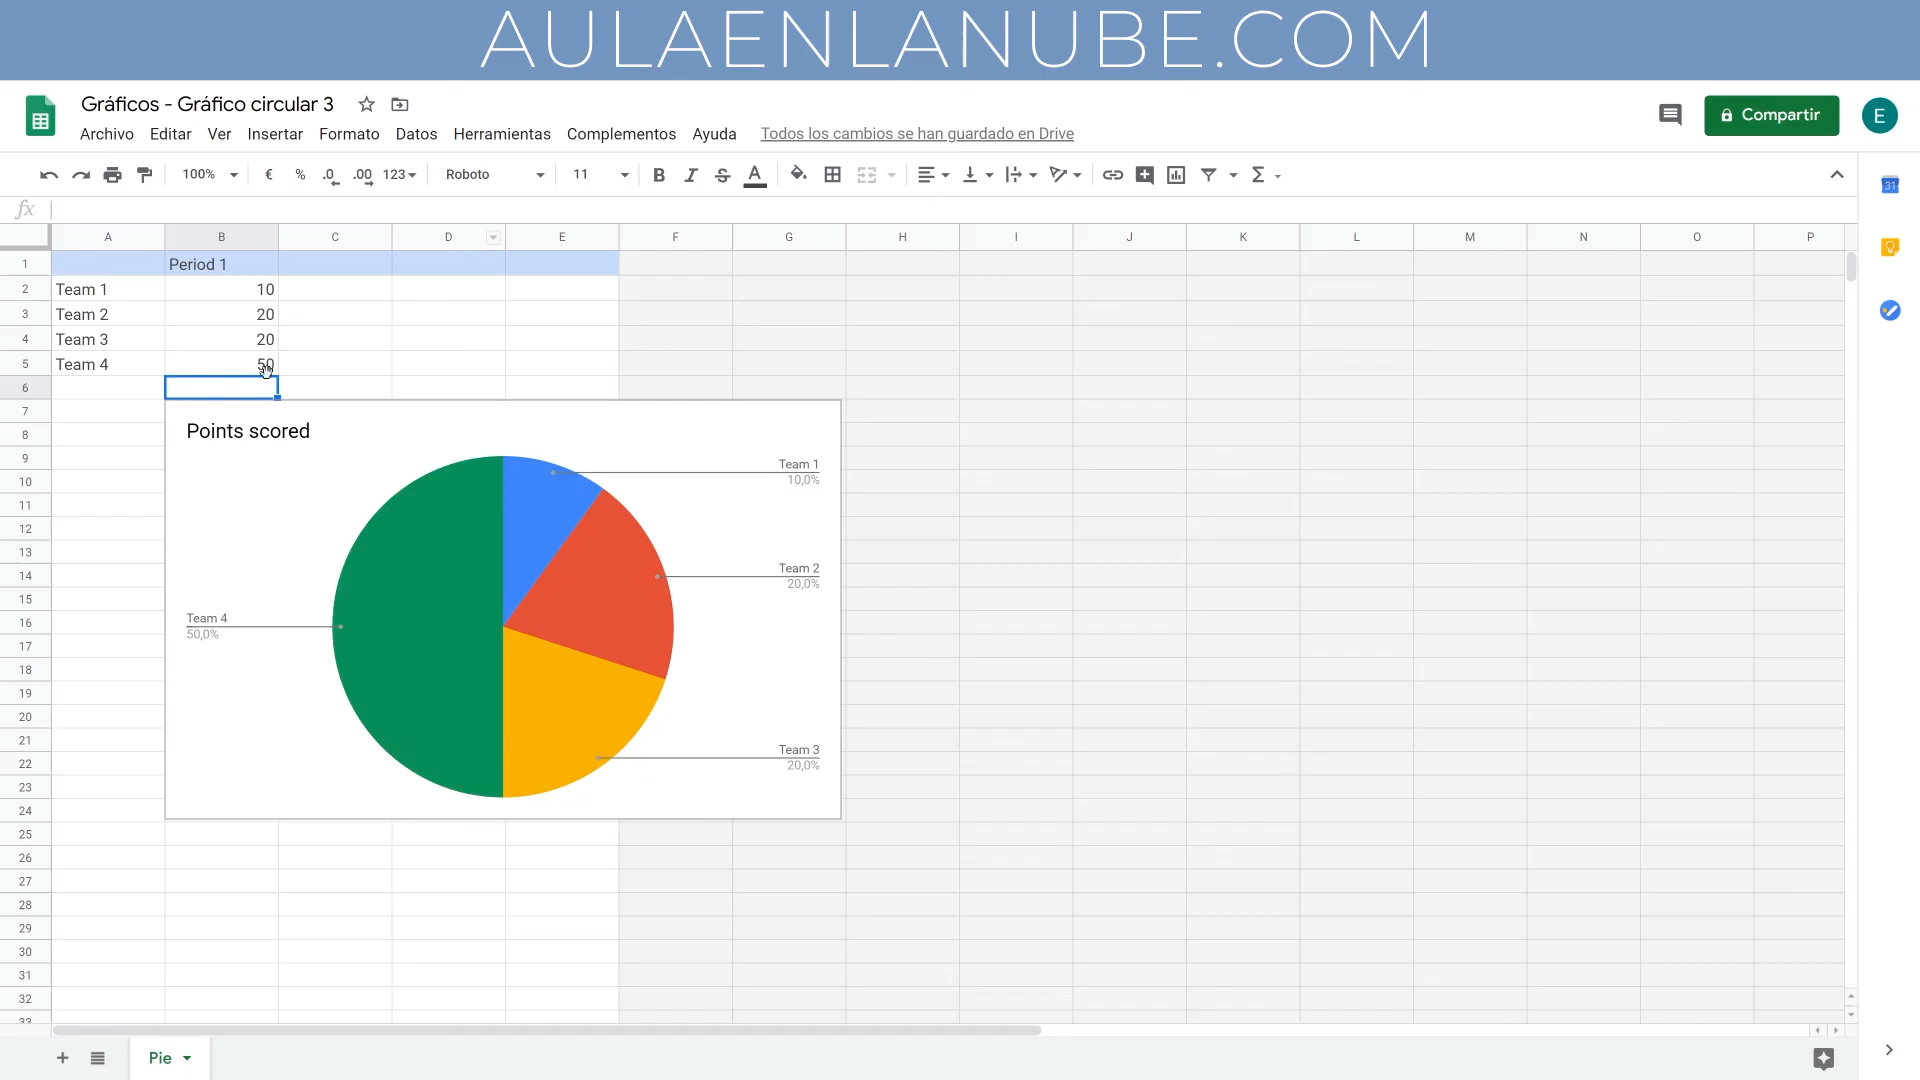 AULAENLANUBE.COM
Gráficos - Gráfico circular 3
Archivo Editar Ver Insertar Formato Datos Herramientas Complementos Ayuda Todos los cambios se han guardado en Drive
Compartir
E
100% € % .0 .00 123 Roboto 11 B I S A Σ
31
fx
A B C D E F G H I J K L M N O P
1 Period 1
2 Team 1 10
3 Team 2 20
4 Team 3 20
5 Team 4 50
6
7
8
9
10
11
12
13
14
15
16
17
18
19
20
21
22
23
24
25
26
27
28
29
30
31
32
33
Points scored
Team 1
10,0%
Team 2
20,0%
Team 4
50,0%
Team 3
20,0%
Pie